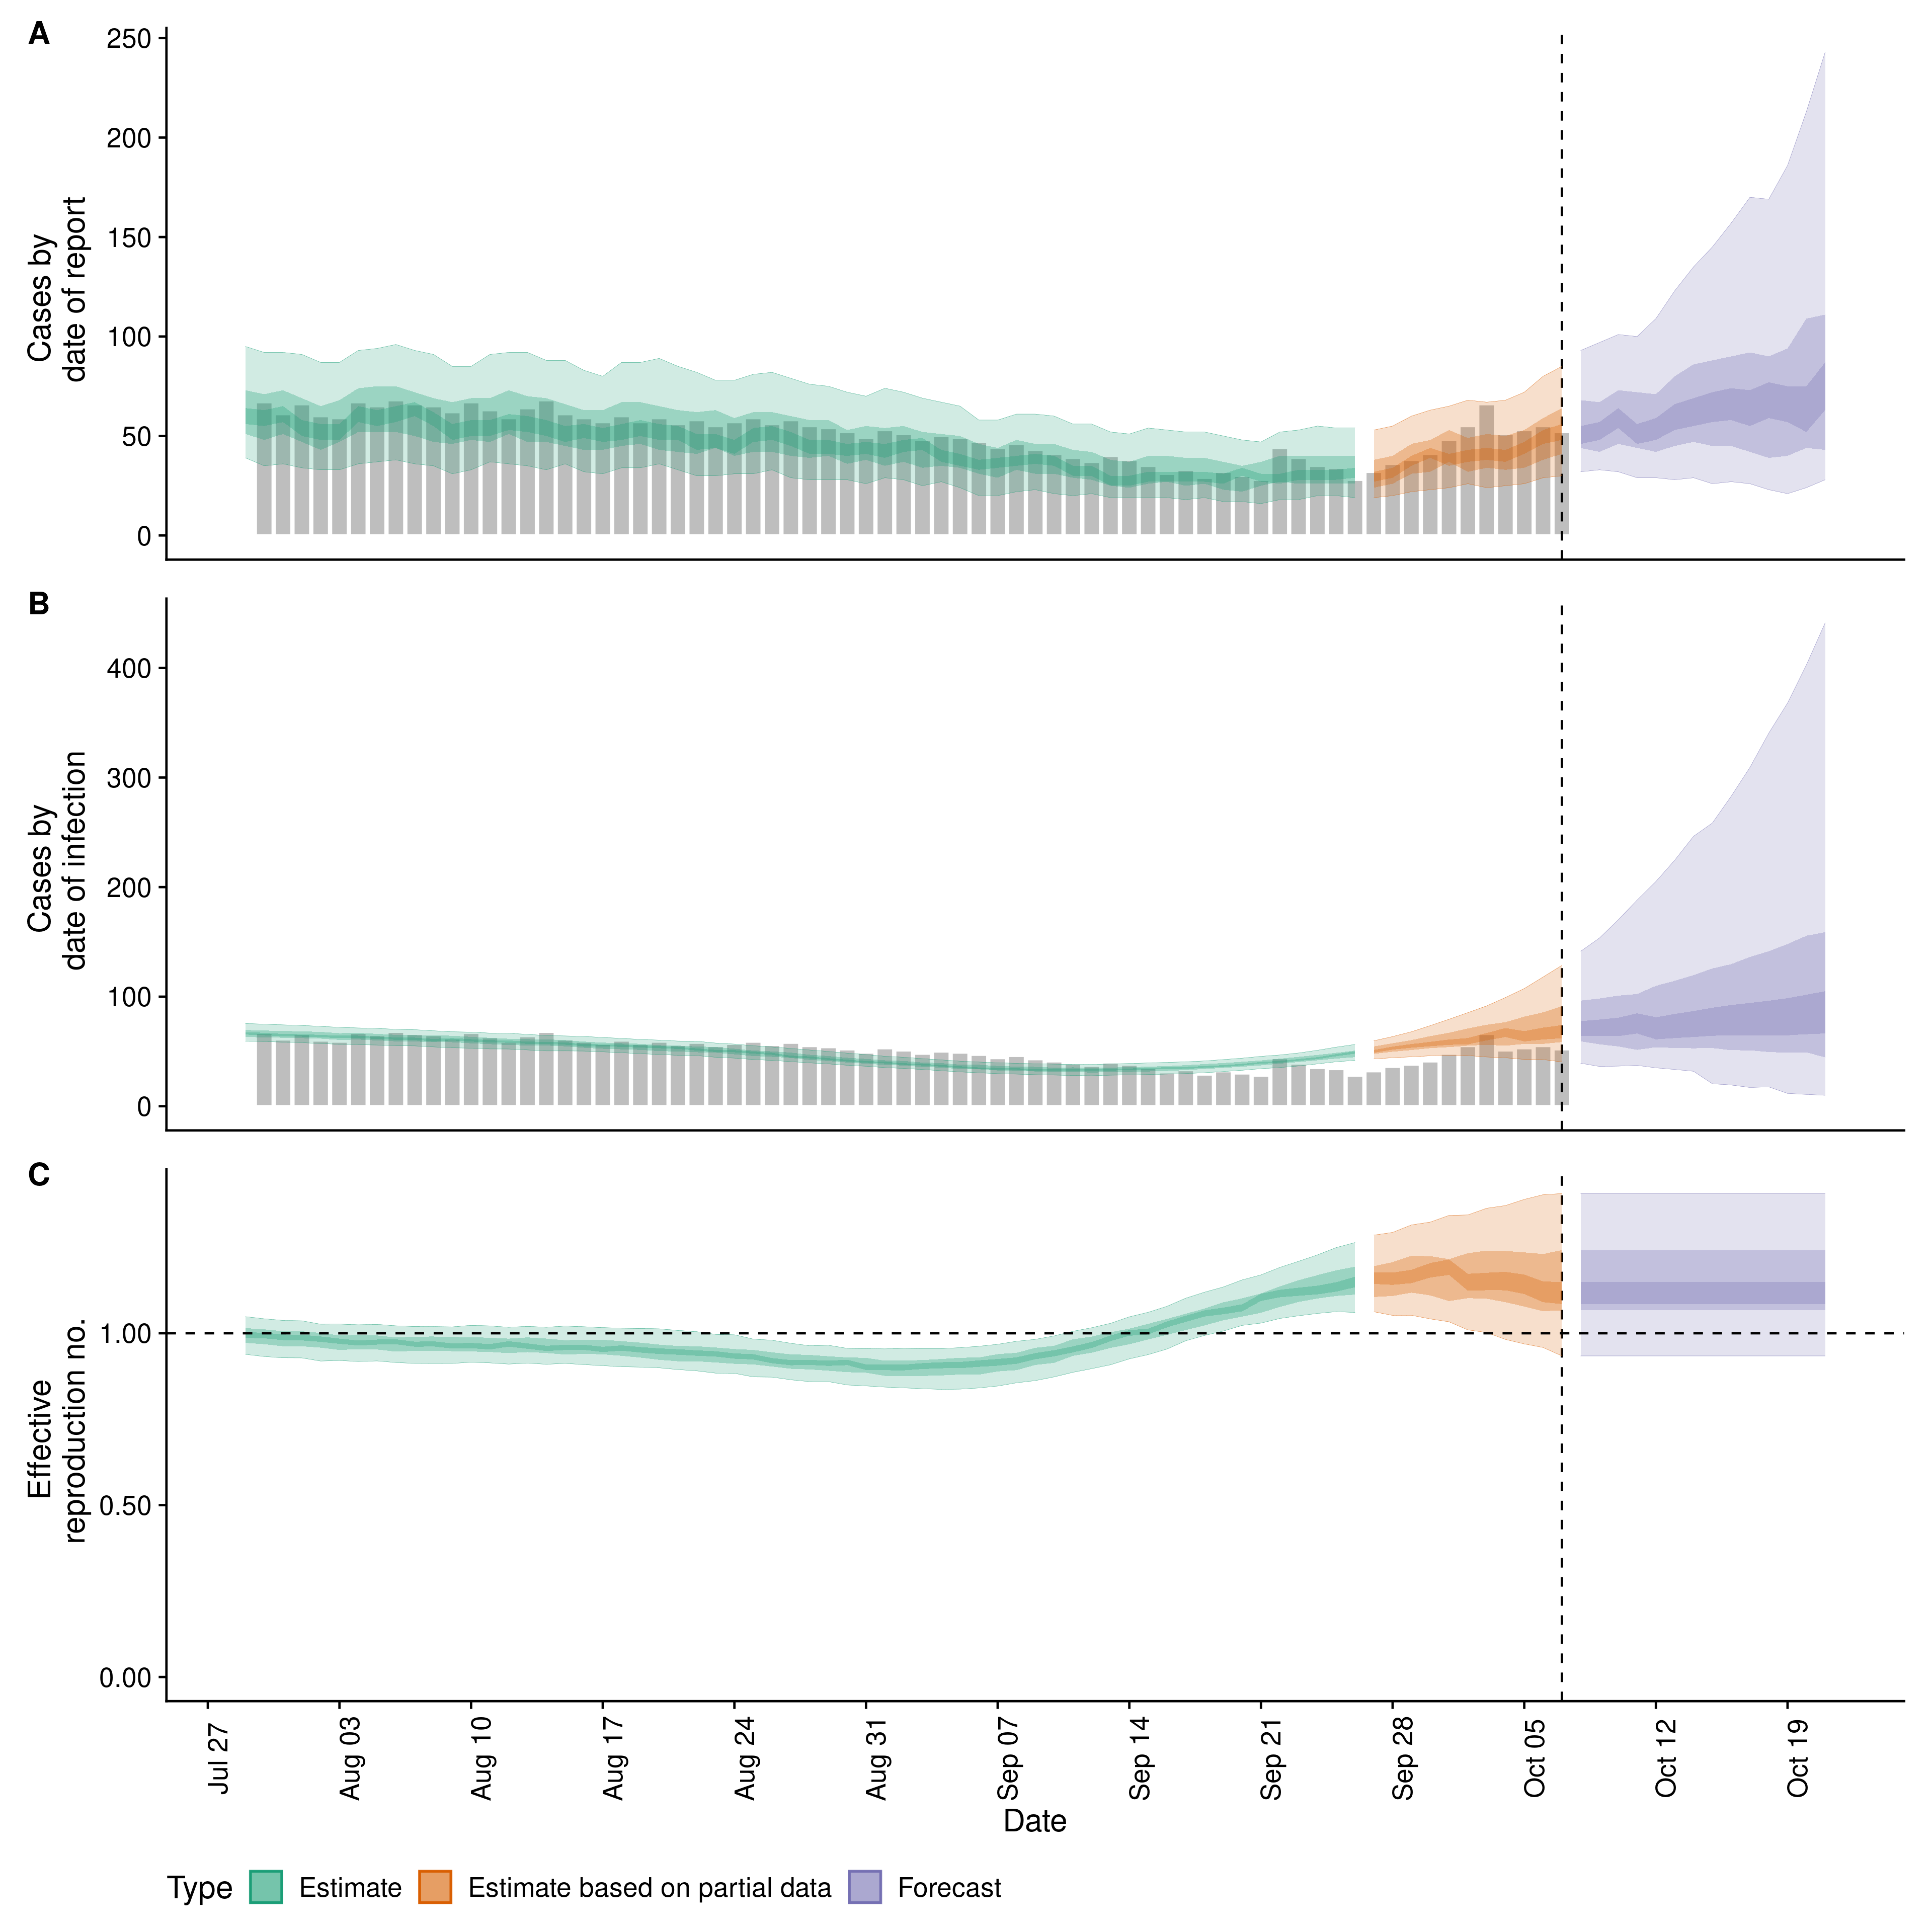 A
250
200
150
100
50
0
Cases by
date of report
B
400
300
200
100
0
Cases by
date of infection
C
1.00
0.50
0.00
Effective
reproduction no.
Jul 27
Aug 03
Aug 10
Aug 17
Aug 24
Aug 31
Sep 07
Sep 14
Sep 21
Sep 28
Oct 05
Oct 12
Oct 19
Date
Type Estimate Estimate based on partial data Forecast